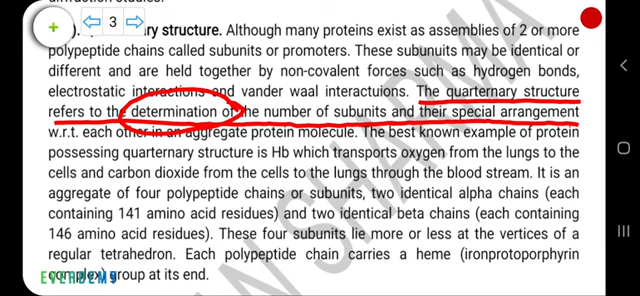 3
ry structure. Although many proteins exist as assemblies of 2 or more
polypeptide chains called subunits or promoters. These subunuits may be identical or
different and are held together by non-covalent forces such as hydrogen bonds,
electrostatic interactions and vander waal interactuions. The quarternary structure
refers to the determination of the number of subunits and their special arrangement
w.r.t. each other in an aggregate protein molecule. The best known example of protein
possessing quarternary structure is Hb which transports oxygen from the lungs to the
cells and carbon dioxide from the cells to the lungs through the blood stream. It is an
aggregate of four polypeptide chains or subunits, two identical alpha chains (each
containing 141 amino acid residues) and two identical beta chains (each containing
146 amino acid residues). These four subunits lie more or less at the vertices of a
regular tetrahedron. Each polypeptide chain carries a heme (ironprotoporphyrin
complex) group at its end.
EVERDEMY
SHARMA